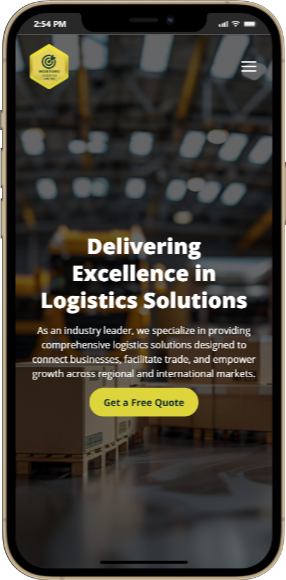 2:54 PM
Delivering
Excellence in
Logistics Solutions
As an industry leader, we specialize in providing
comprehensive logistics solutions designed to
connect businesses, facilitate trade, and empower
growth across regional and international markets.
Get a Free Quote